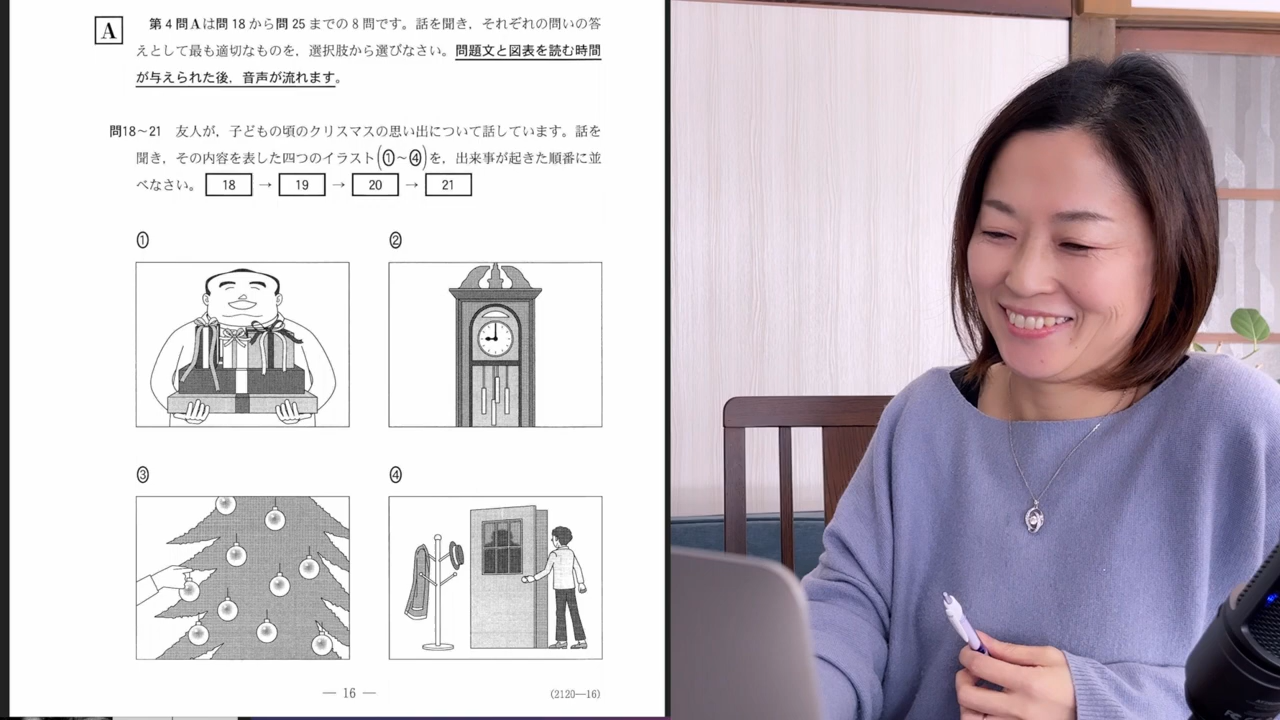 A
第4問Aは問18から問25までの8問です。話を聞き，それぞれの問いの答
えとして最も適切なものを，選択肢から選びなさい。問題文と図表を読む時間
が与えられた後，音声が流れます。
問18～21 友人が，子どもの頃のクリスマスの思い出について話しています。話を
聞き，その内容を表した四つのイラスト(①～④)を，出来事が起きた順番に並
べなさい。 18 → 19 → 20 → 21
① ②
③ ④
— 16 — (2120—16)